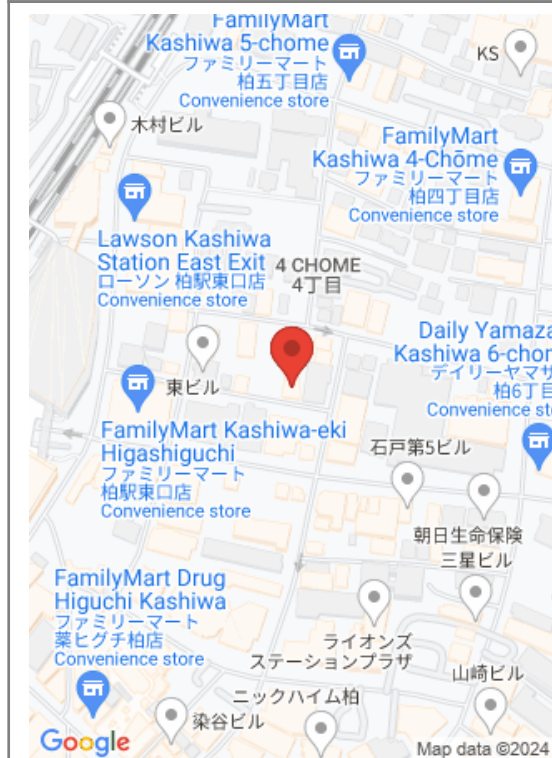 FamilyMart
Kashiwa 5-chome
ファミリーマート
柏五丁目店
Convenience store
KS
木村ビル
FamilyMart
Kashiwa 4-Chōme
ファミリーマート
柏四丁目店
Convenience store
Lawson Kashiwa
Station East Exit
ローソン 柏駅東口店
Convenience store
4 CHOME
4丁目
Daily Yamaza
Kashiwa 6-chom
デイリーヤマザ
柏6丁目
Convenience sto
東ビル
FamilyMart Kashiwa-eki
Higashiguchi
ファミリーマート
柏駅東口店
Convenience store
石戸第5ビル
朝日生命保険
三星ビル
FamilyMart Drug
Higuchi Kashiwa
ファミリーマート
薬ヒグチ柏店
Convenience store
ライオンズ
ステーションプラザ
山崎ビル
ニックハイム柏
染谷ビル
Google
Map data ©2024